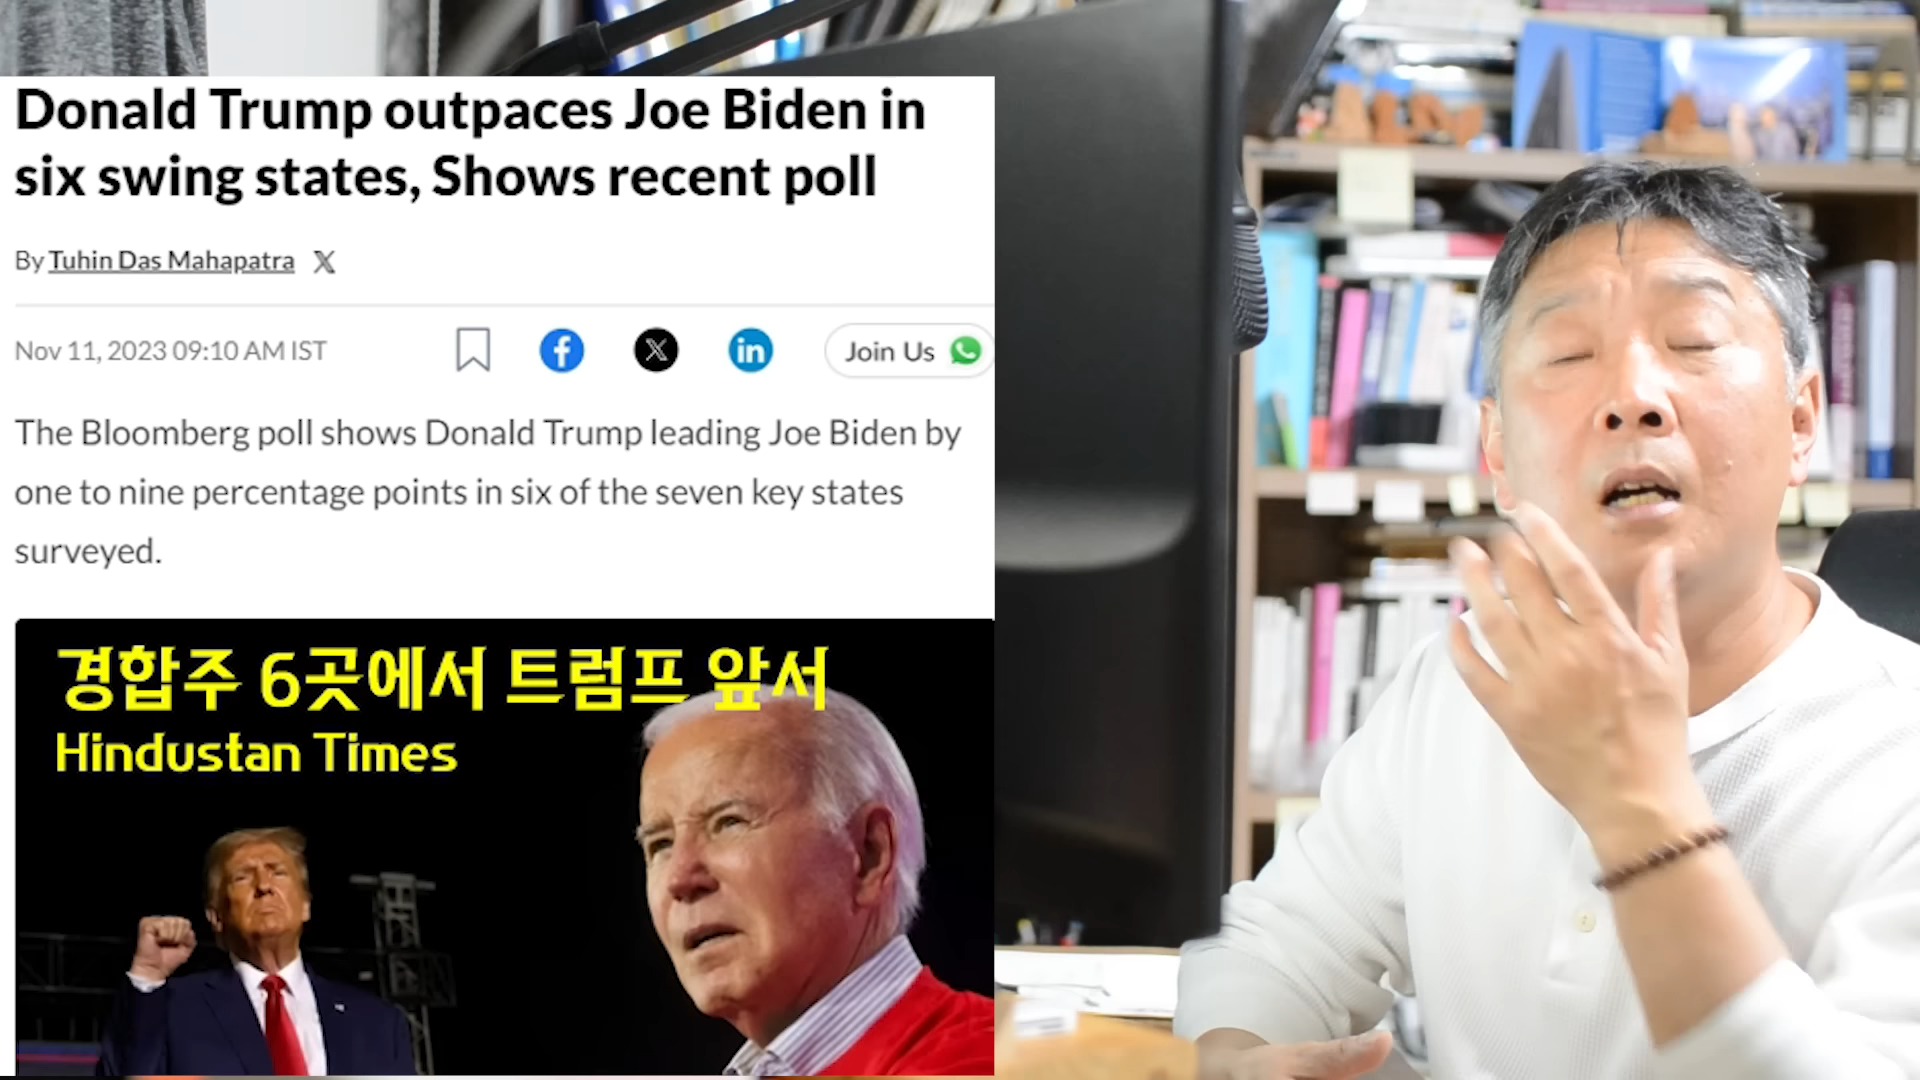 Donald Trump outpaces Joe Biden in
six swing states, Shows recent poll
By Tuhin Das Mahapatra
Nov 11, 2023 09:10 AM IST
Join Us
The Bloomberg poll shows Donald Trump leading Joe Biden by
one to nine percentage points in six of the seven key states
surveyed.
경합주 6곳에서 트럼프 앞서
Hindustan Times